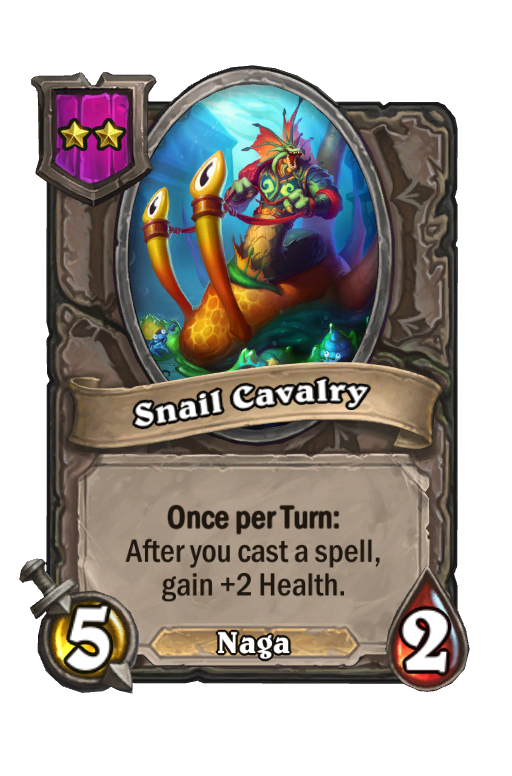 Snail Cavalry
Once per Turn:
After you cast a spell,
gain +2 Health.
5
Naga
2